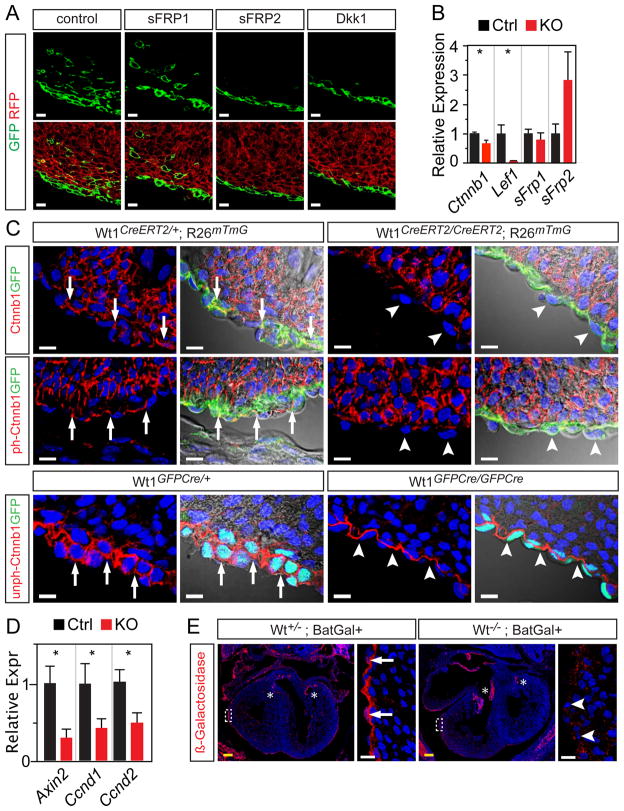 A
control
sFRP1
sFRP2
Dkk1
GFP RFP
B
Ctrl
KO
Relative Expression
4
3
2
1
0
*
*
Ctnnb1
Lef1
sFrp1
sFrp2
C
Wt1CreERT2/+; R26mTmG
Wt1CreERT2/CreERT2; R26mTmG
Ctnnb1GFP
ph-Ctnnb1GFP
Wt1GFPCre/+
Wt1GFPCre/GFPCre
unph-Ctnnb1GFP
D
Ctrl
KO
Relative Expr
1
0
*
*
*
Axin2
Ccnd1
Ccnd2
E
Wt+/- ; BatGal+
Wt-/- ; BatGal+
ß-Galactosidase
*
*
*
*